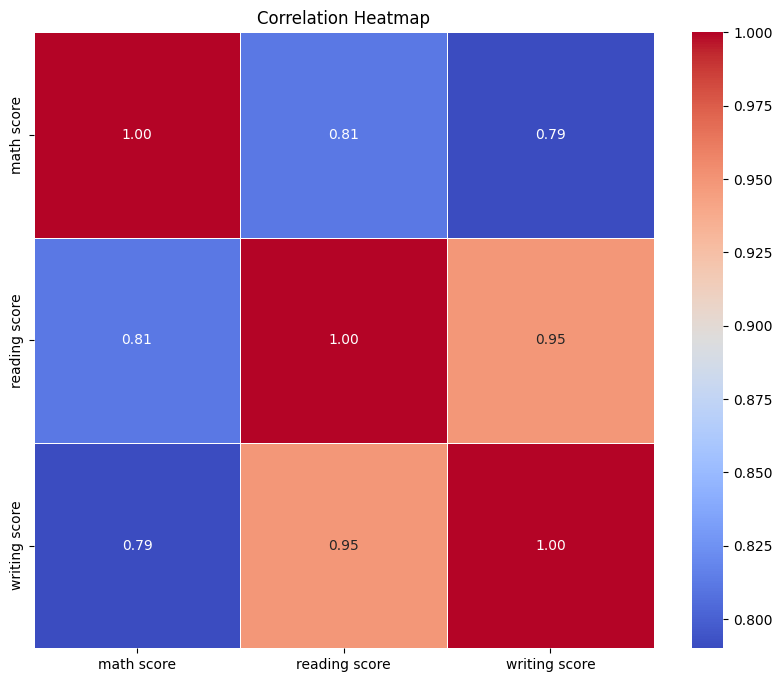 Correlation Heatmap
math score
1.00
0.81
0.79
reading score
0.81
1.00
0.95
writing score
0.79
0.95
1.00
math score
reading score
writing score
1.000
0.975
0.950
0.925
0.900
0.875
0.850
0.825
0.800